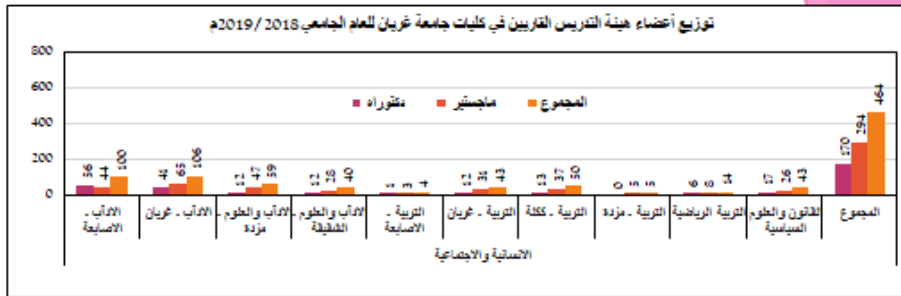 توزيع أعضاء هيئة التدريس القاريين في كليات جامعة غريان للعام الجامعي 2018 / 2019م
800
600
400
200
0
دكتوراه ماجستير المجموع
56 44 100
41 65 106
12 47 59
12 28 40
1 3 4
12 31 43
13 37 50
0 5 5
6 8 14
17 26 43
170 294 464
الآداب - الاصابعة
الآداب - غريان
الآداب والعلوم - مزدة
الآداب والعلوم - الشقيقة
التربية - الاصابعة
التربية - غريان
التربية - ككلة
التربية - مزدة
التربية الرياضية
القانون والعلوم السياسية
المجموع
الانسانية والاجتماعية